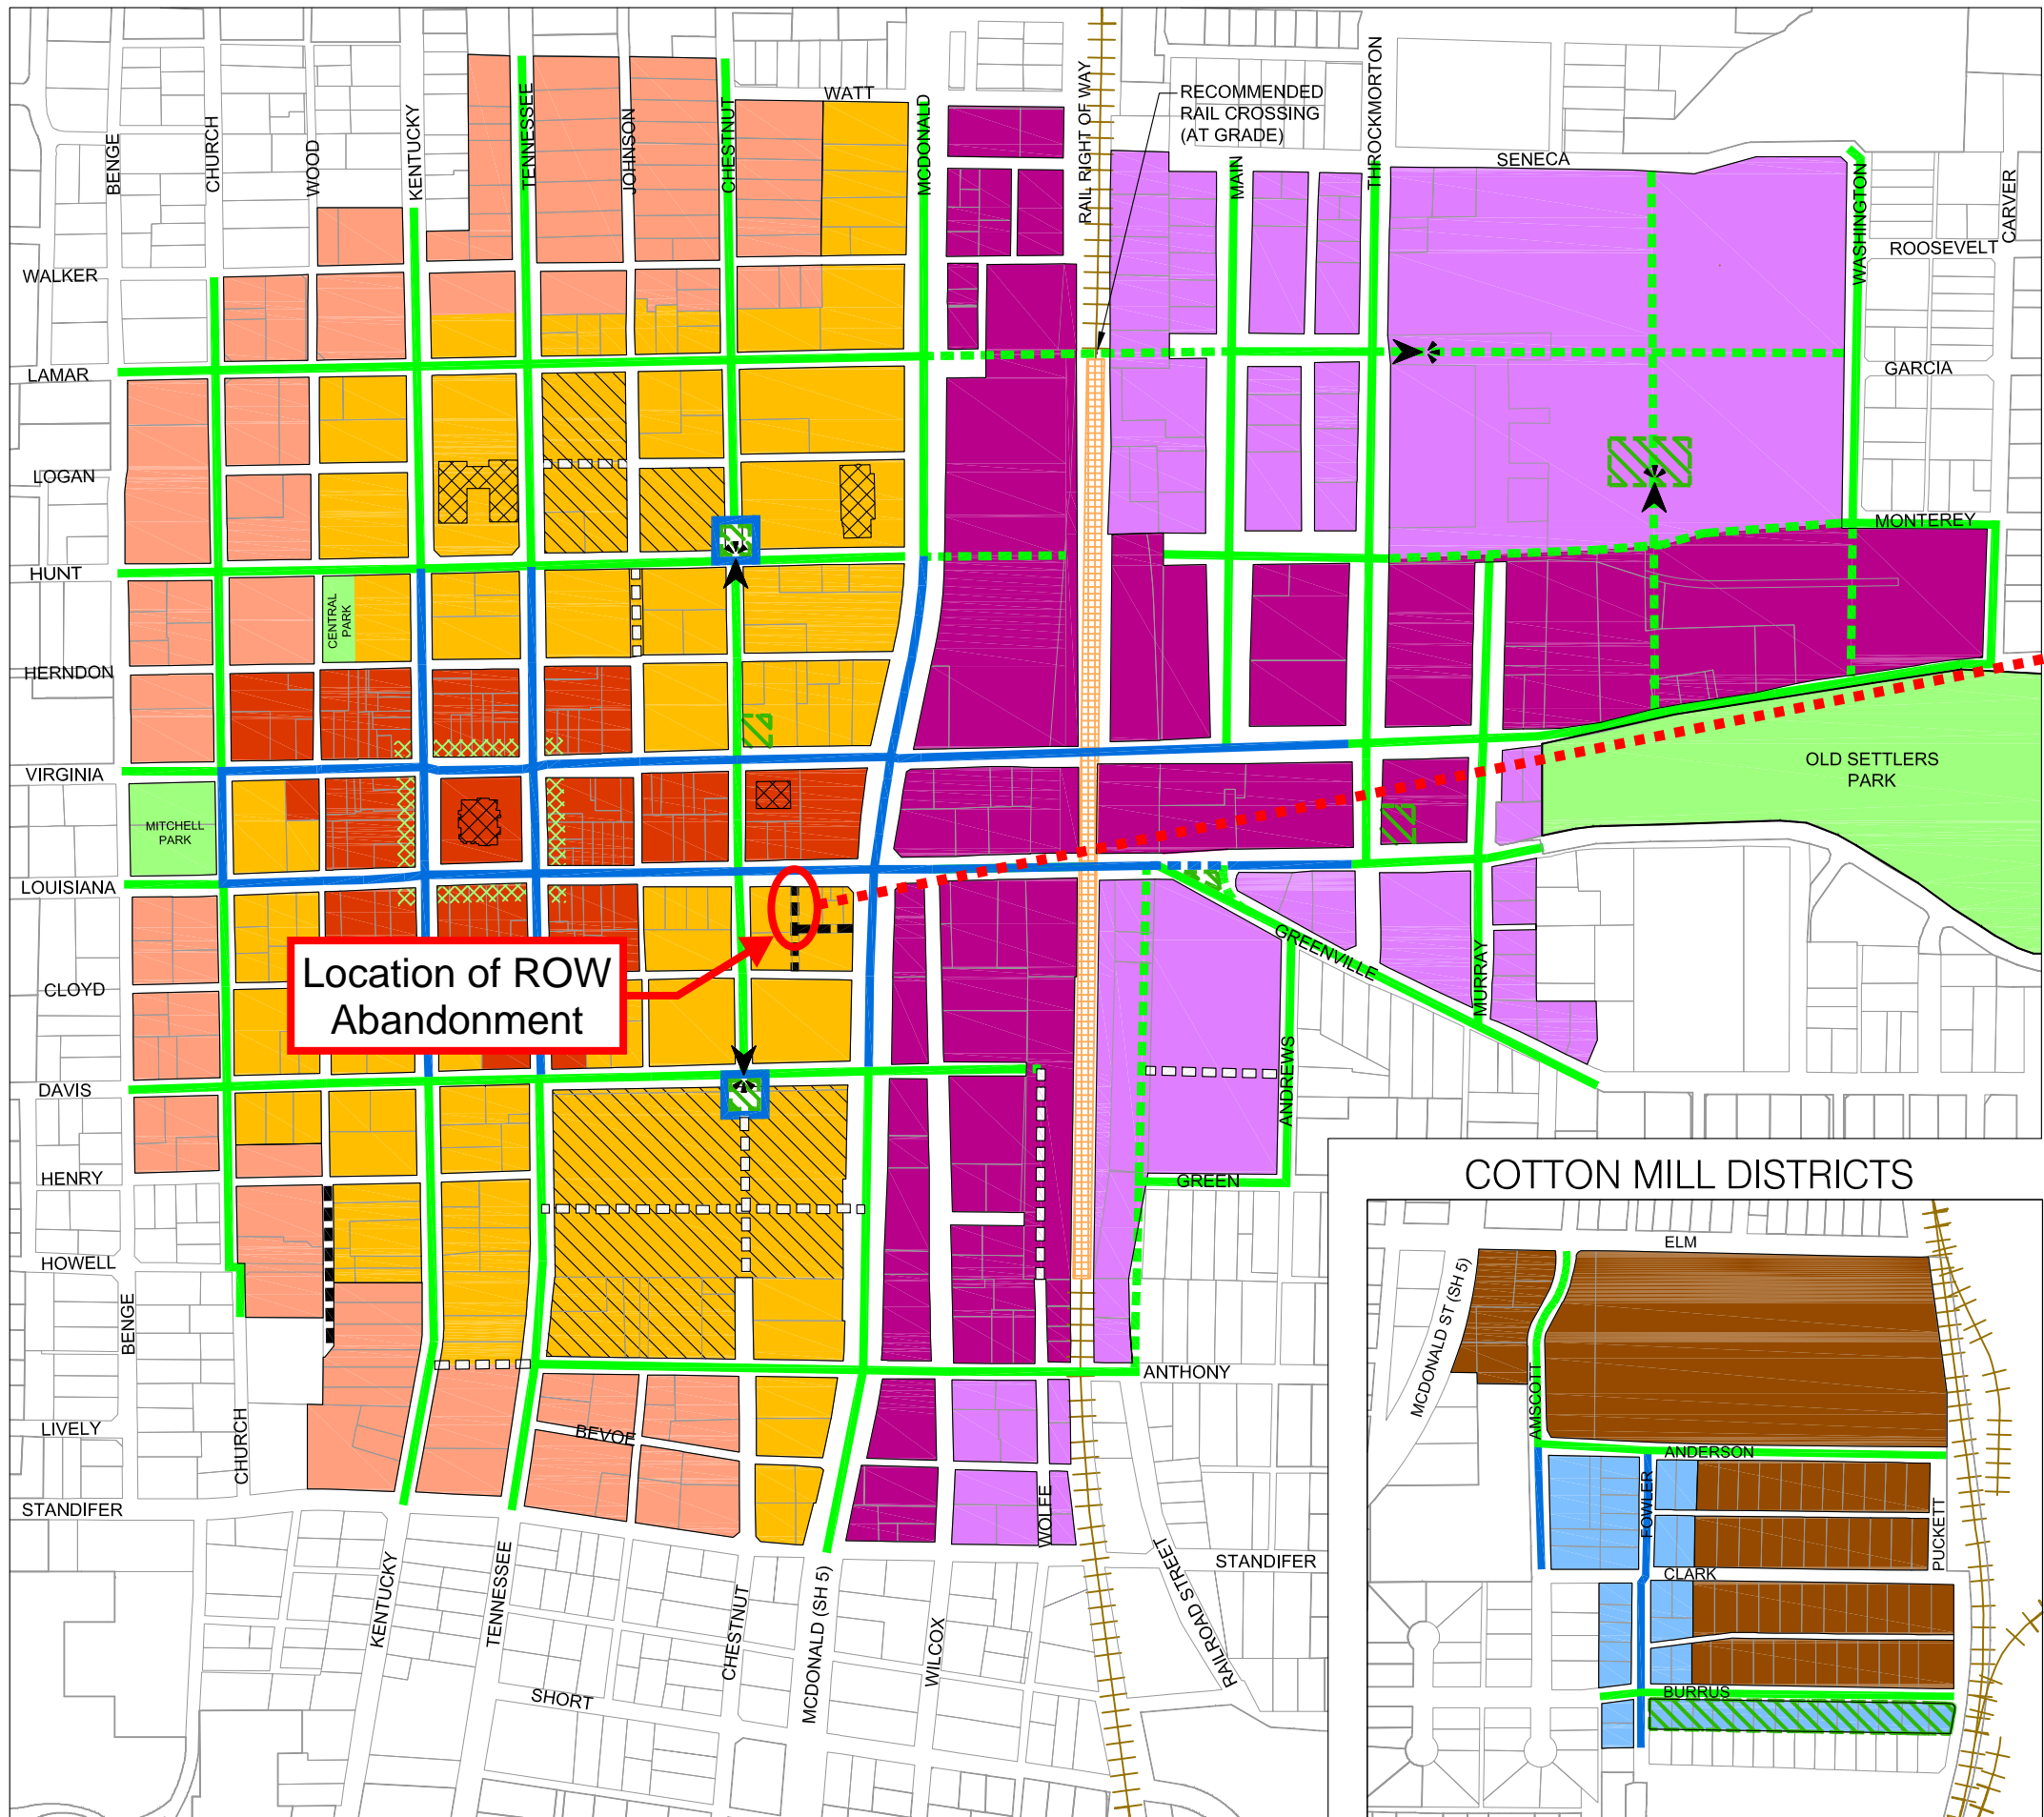 WATT
BENGE
CHURCH
WOOD
KENTUCKY
TENNESSEE
JOHNSON
CHESTNUT
MCDONALD
RAIL RIGHT OF WAY
RECOMMENDED
RAIL CROSSING
(AT GRADE)
MAIN
THROCKMORTON
SENECA
WASHINGTON
CARVER
ROOSEVELT
WALKER
LAMAR
GARCIA
LOGAN
MONTEREY
HUNT
CENTRAL
PARK
HERNDON
VIRGINIA
OLD SETTLERS
PARK
MITCHELL
PARK
LOUISIANA
GREENVILLE
MURRAY
Location of ROW
Abandonment
CLOYD
ANDREWS
DAVIS
HENRY
GREEN
HOWELL
BENGE
ANTHONY
LIVELY
CHURCH
BEVOE
STANDIFER
WOLFE
STANDIFER
KENTUCKY
TENNESSEE
CHESTNUT
MCDONALD (SH 5)
WILCOX
RAILROAD STREET
SHORT
COTTON MILL DISTRICTS
ELM
MCDONALD ST (SH 5)
AMSCOTT
ANDERSON
FOWLER
PUCKETT
CLARK
BURRUS